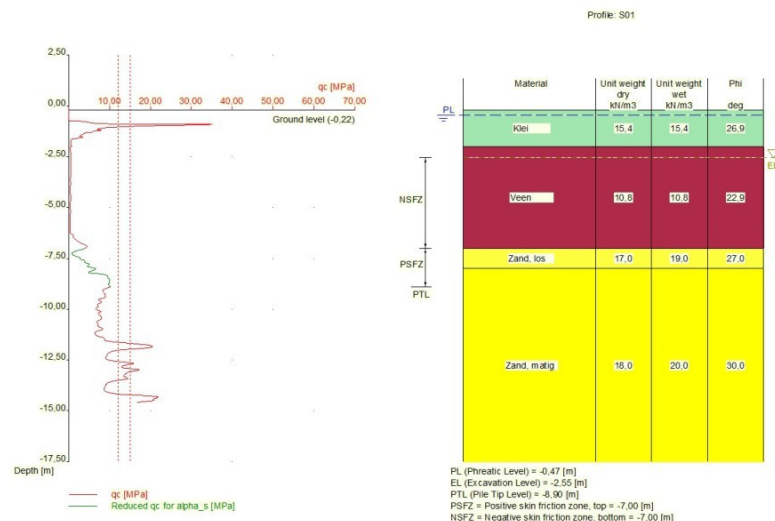 Profile: S01
2,50
qc [MPa]
0,00 10,00 20,00 30,00 40,00 50,00 60,00 70,00
Ground level (-0,22)
-2,50
-5,00
-7,50
-10,00
-12,50
-15,00
-17,50
Depth [m]
qc [MPa]
Reduced qc for alpha_s [MPa]
Material Unit weight dry kN/m3 Unit weight wet kN/m3 Phi deg
PL
Klei 15,4 15,4 26,9
EL
NSFZ
Veen 10,8 10,8 22,9
PSFZ
Zand, los 17,0 19,0 27,0
PTL
Zand, matig 18,0 20,0 30,0
PL (Phreatic Level) = -0,47 [m]
EL (Excavation Level) = -2,55 [m]
PTL (Pile Tip Level) = -8,90 [m]
PSFZ = Positive skin friction zone, top = -7,00 [m]
NSFZ = Negative skin friction zone, bottom = -7,00 [m]